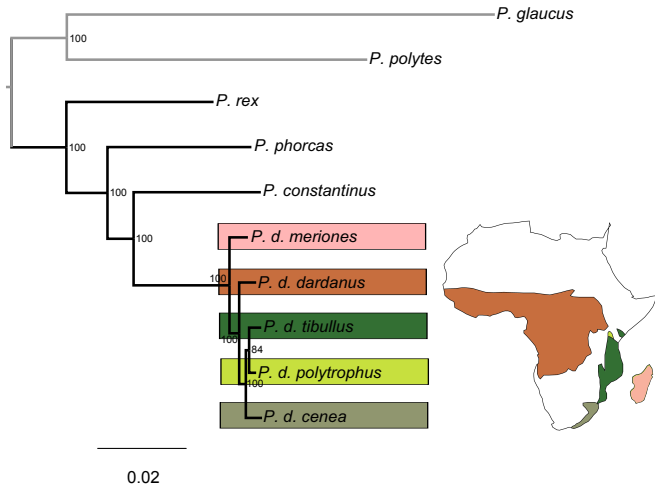 P. glaucus
100
P. polytes
P. rex
100
P. phorcas
100
P. constantinus
100
P. d. meriones
100
P. d. dardanus
P. d. tibullus
100
84
P. d. polytrophus
100
P. d. cenea
0.02